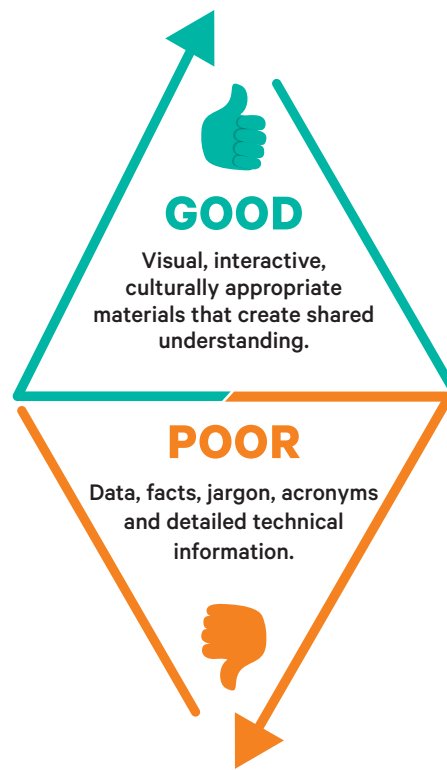 GOOD
Visual, interactive,
culturally appropriate
materials that create shared
understanding.
POOR
Data, facts, jargon, acronyms
and detailed technical
information.